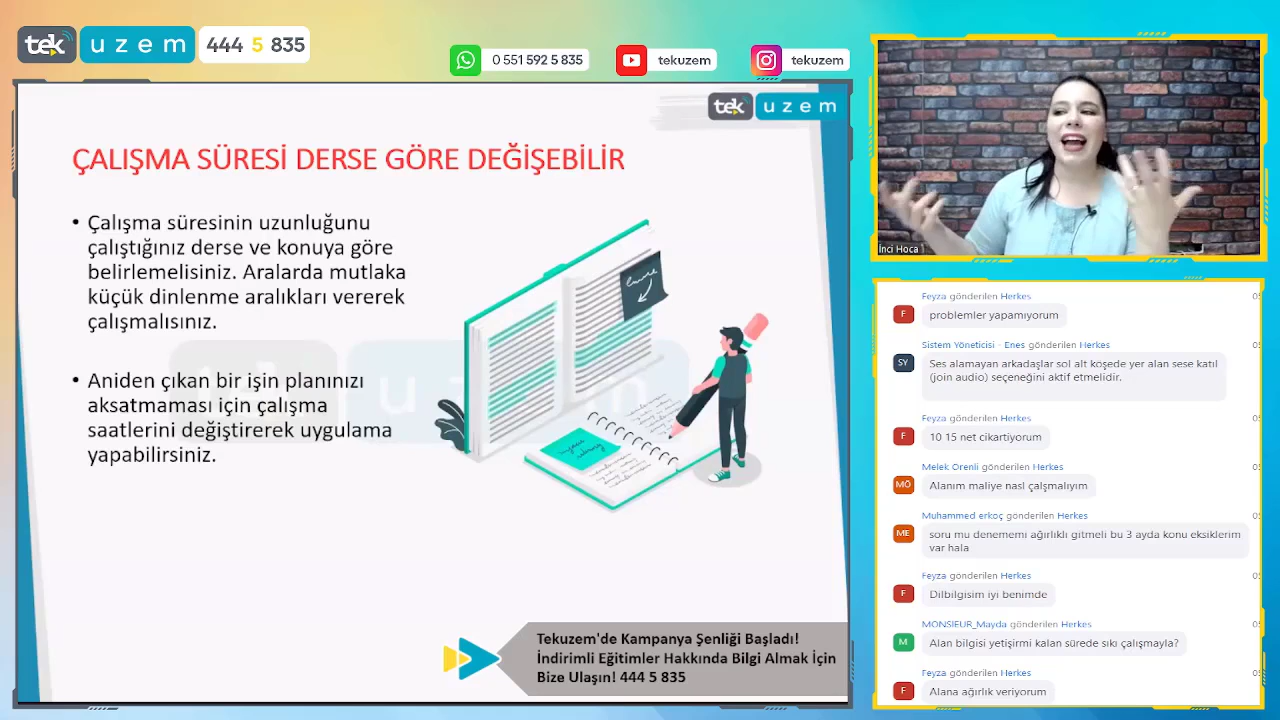 tek uzem 444 5 835
0 551 592 5 835
tekuzem
tekuzem
tek uzem
ÇALIŞMA SÜRESİ DERSE GÖRE DEĞİŞEBİLİR
• Çalışma süresinin uzunluğunu
çalıştığınız derse ve konuya göre
belirlemelisiniz. Aralarda mutlaka
küçük dinlenme aralıkları vererek
çalışmalısınız.
• Aniden çıkan bir işin planınızı
aksatmaması için çalışma
saatlerini değiştirerek uygulama
yapabilirsiniz.
Tekuzem'de Kampanya Şenliği Başladı!
İndirimli Eğitimler Hakkında Bilgi Almak İçin
Bize Ulaşın! 444 5 835
İnci Hoca
Feyza gönderilen Herkes
F
problemler yapamıyorum
Sistem Yöneticisi - Enes gönderilen Herkes
SY
Ses alamayan arkadaşlar sol alt köşede yer alan sese katıl
(join audio) seçeneğini aktif etmelidir.
Feyza gönderilen Herkes
F
10 15 net cikartiyorum
Melek Orenli gönderilen Herkes
MÖ
Alanım maliye nasl çalşmalıyım
Muhammed erkoç gönderilen Herkes
ME
soru mu denememi ağırlıklı gitmeli bu 3 ayda konu eksiklerim
var hala
Feyza gönderilen Herkes
F
Dilbilgisim iyi benimde
MONSIEUR_Mayda gönderilen Herkes
M
Alan bilgisi yetişirmi kalan sürede sıkı çalışmayla?
Feyza gönderilen Herkes
F
Alana ağırlık veriyorum